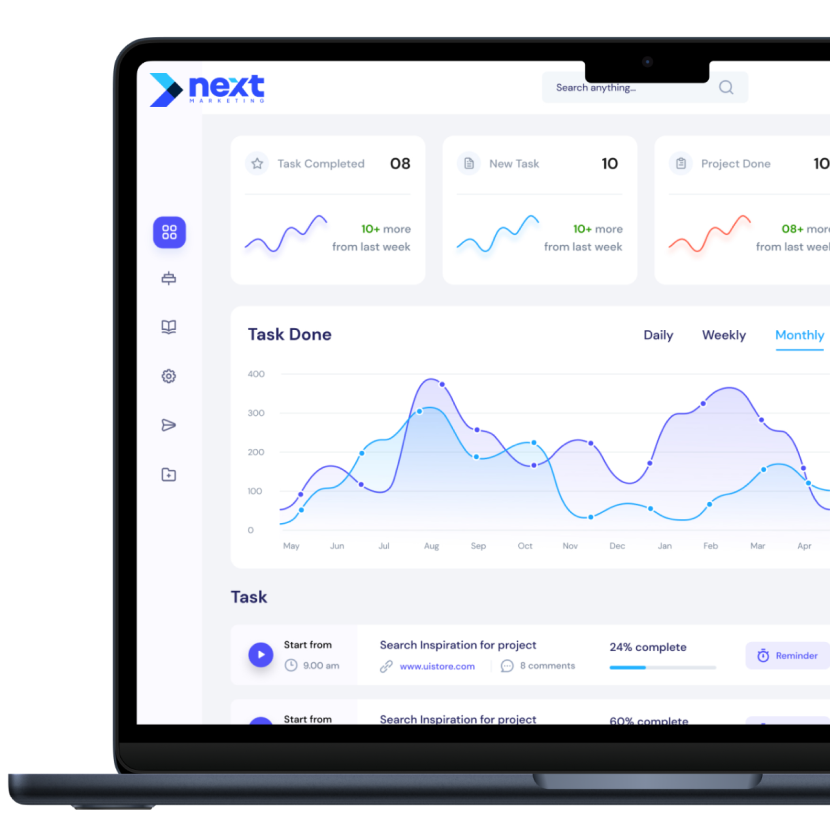 next
MARKETING
Search anything...
Task Completed 08
10+ more
from last week
New Task 10
10+ more
from last week
Project Done 10
08+ more
from last week
Task Done
Daily Weekly Monthly
400
300
200
100
0
May Jun Jul Aug Sep Oct Nov Dec Jan Feb Mar Apr
Task
Start from
9.00 am
Search Inspiration for project
www.uistore.com
8 comments
24% complete
Reminder
Start from
Search Inspiration for project
60% complete